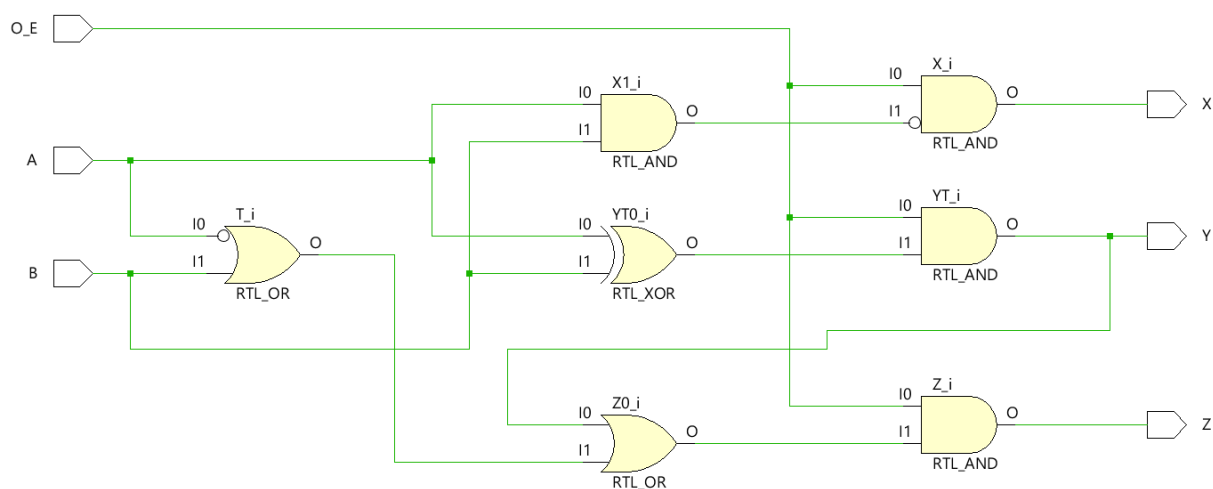 O_E
X_i
I0
O
X1_i
I1
I0
O
X
I1
RTL_AND
A
RTL_AND
YT_i
T_i
YT0_i
I0
O
I0
I0
Y
O
O
I1
B
I1
I1
RTL_AND
RTL_OR
RTL_XOR
Z_i
I0
Z0_i
O
I0
Z
O
I1
I1
RTL_AND
RTL_OR